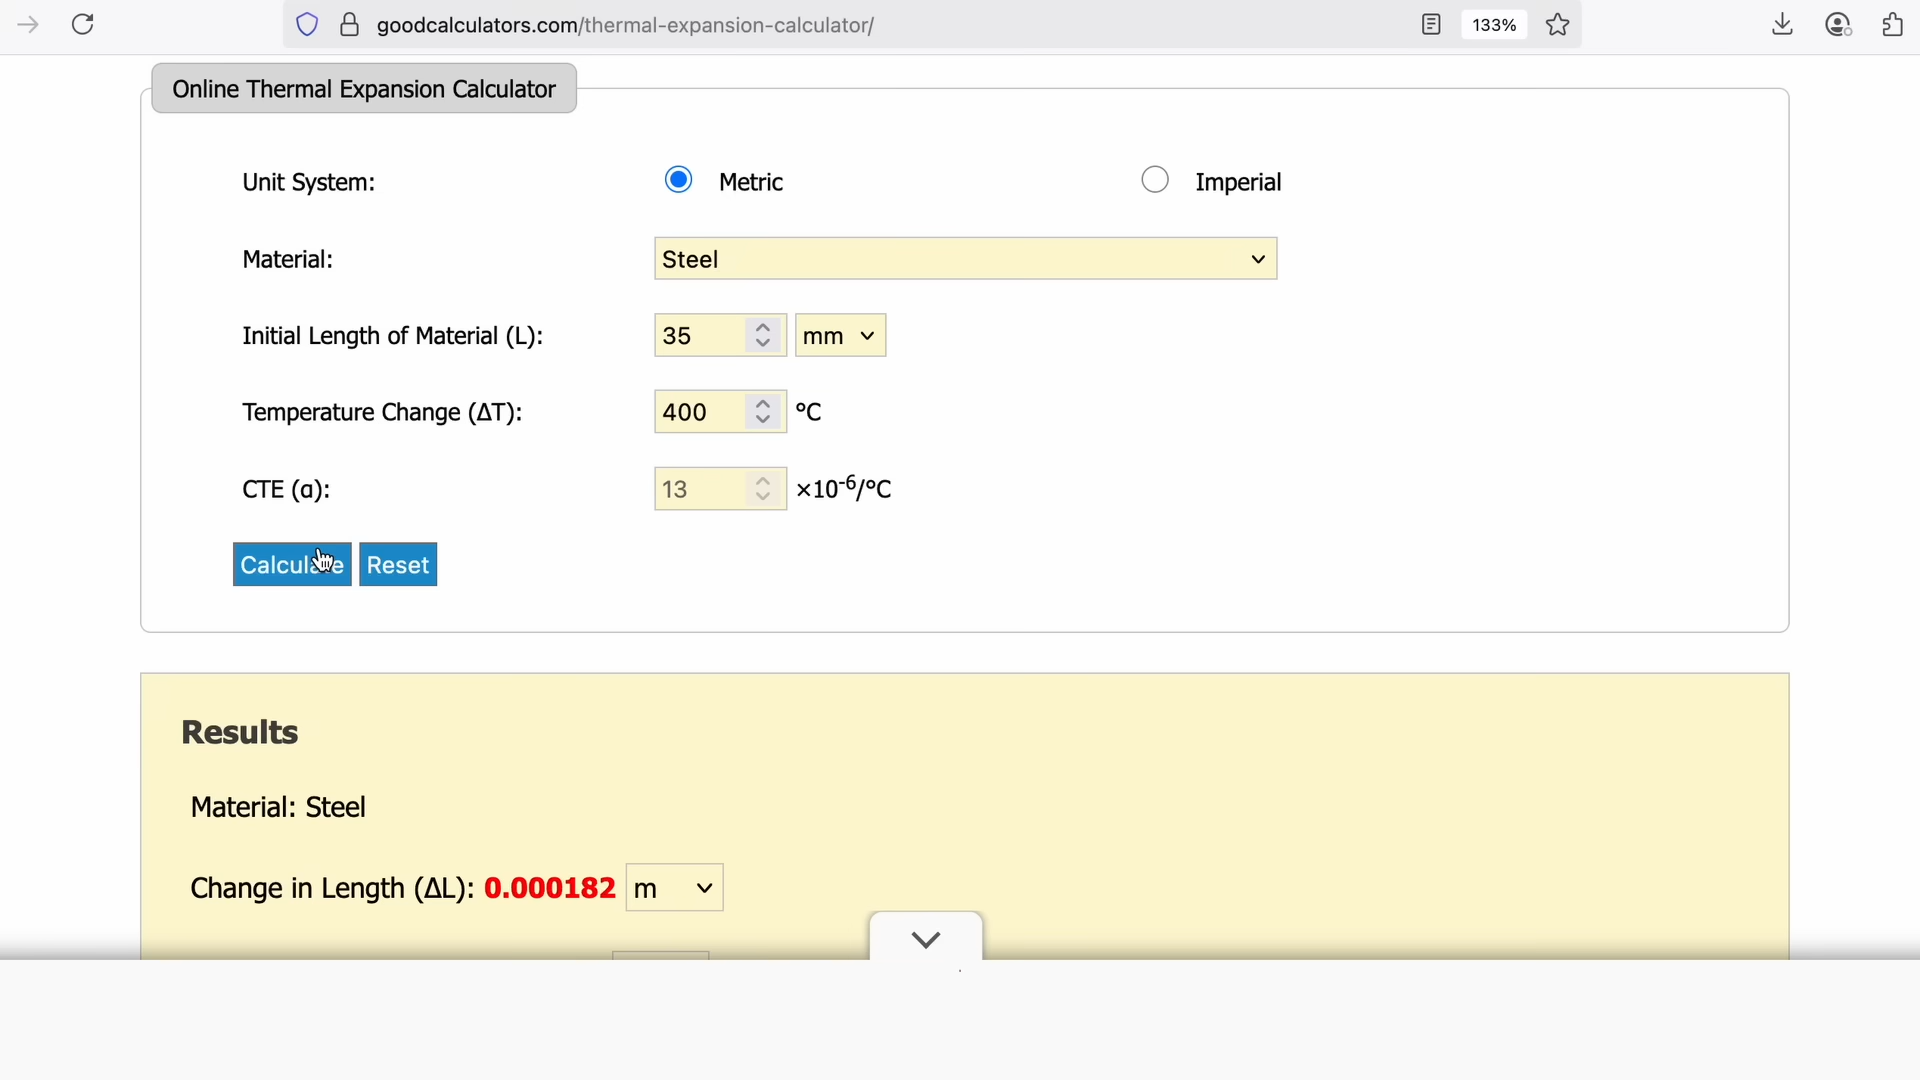 goodcalculators.com/thermal-expansion-calculator/ 133%
Online Thermal Expansion Calculator
Unit System: Metric Imperial
Material: Steel
Initial Length of Material (L): 35 mm
Temperature Change (ΔT): 400 °C
CTE (α): 13 ×10⁻⁶/°C
Calculate Reset
Results
Material: Steel
Change in Length (ΔL): 0.000182 m